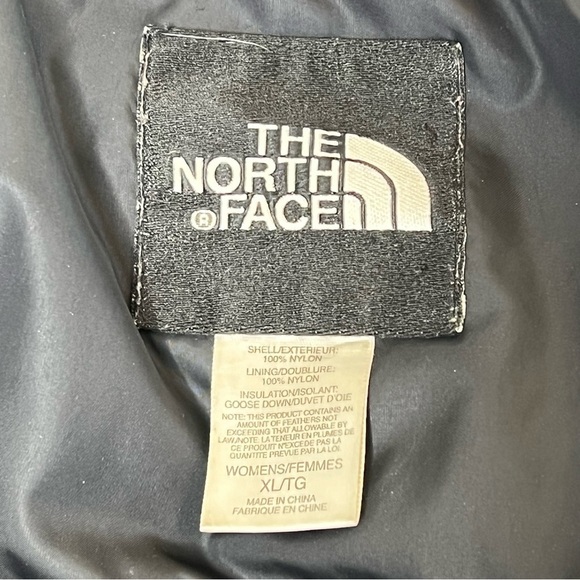 THE
NORTH
® FACE
SHELL/EXTERIEUR:
100% NYLON
LINING/DOUBLURE:
100% NYLON
INSULATION/ISOLANT:
GOOSE DOWN/DUVET D'OIE
NOTE: THIS PRODUCT CONTAINS AN
AMOUNT OF FEATHERS NOT
EXCEEDING THAT ALLOWABLE BY
LAW./NOTE. LA TENEUR EN PLUMES DE
CE PRODUIT N'EXCEDE PAS LA
QUANTITE PREVUE PAR LA LOI.
WOMENS/FEMMES
XL/TG
MADE IN CHINA
FABRIQUE EN CHINE